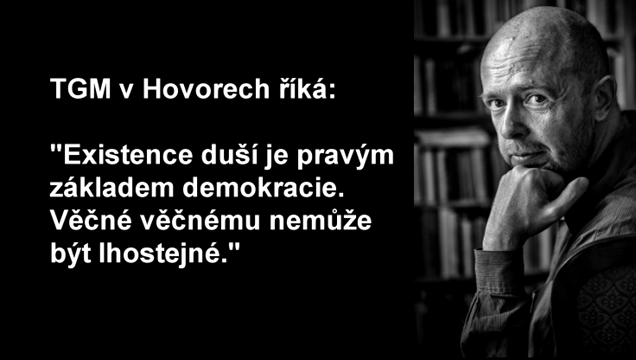 TGM v Hovorech říká:
"Existence duší je pravým
základem demokracie.
Věčné věčnému nemůže
být lhostejné."